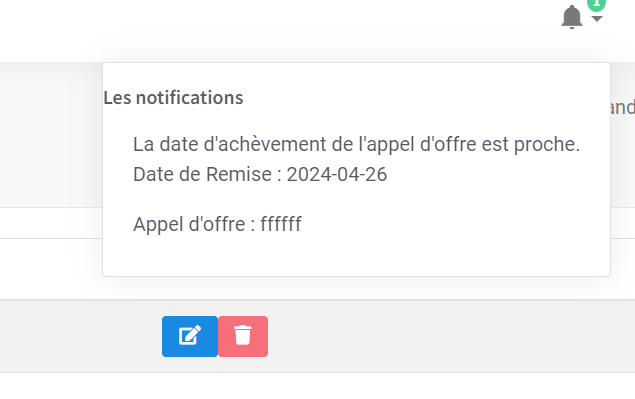 1
Les notifications
La date d'achèvement de l'appel d'offre est proche.
Date de Remise : 2024-04-26
Appel d'offre : ffffff